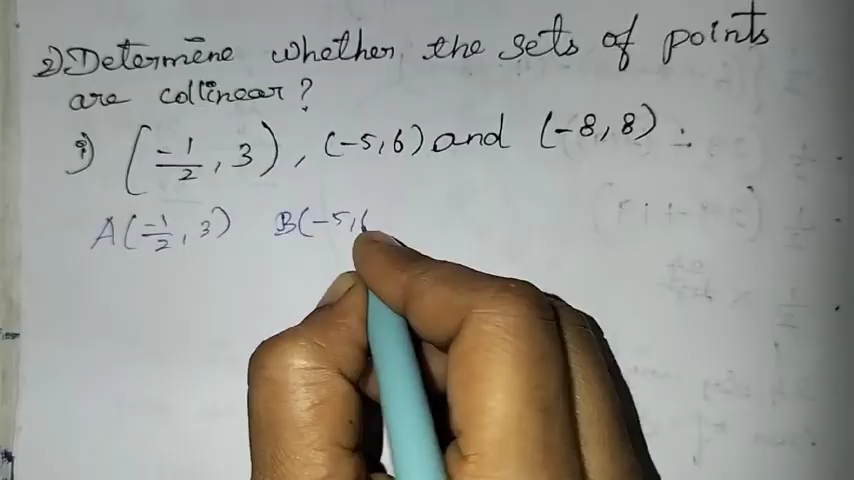 2) Determine whether the sets of points
are collinear?
i) (-1/2, 3), (-5,6) and (-8,8).
A(-1/2, 3) B(-5,6